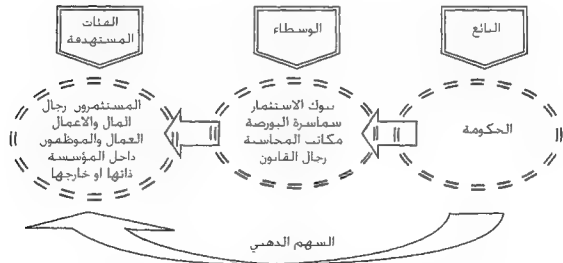 البائع
الوسطاء
الفئات
المستهدفة
الحكومة
بنوك الاستثمار
سماسرة البورصة
مكاتب المحاسبة
رجال القانون
المستثمرون رجال
المال والاعمال
العمال والموظفون
داخل المؤسسة
ذاتها او خارجها
السهم الذهبي